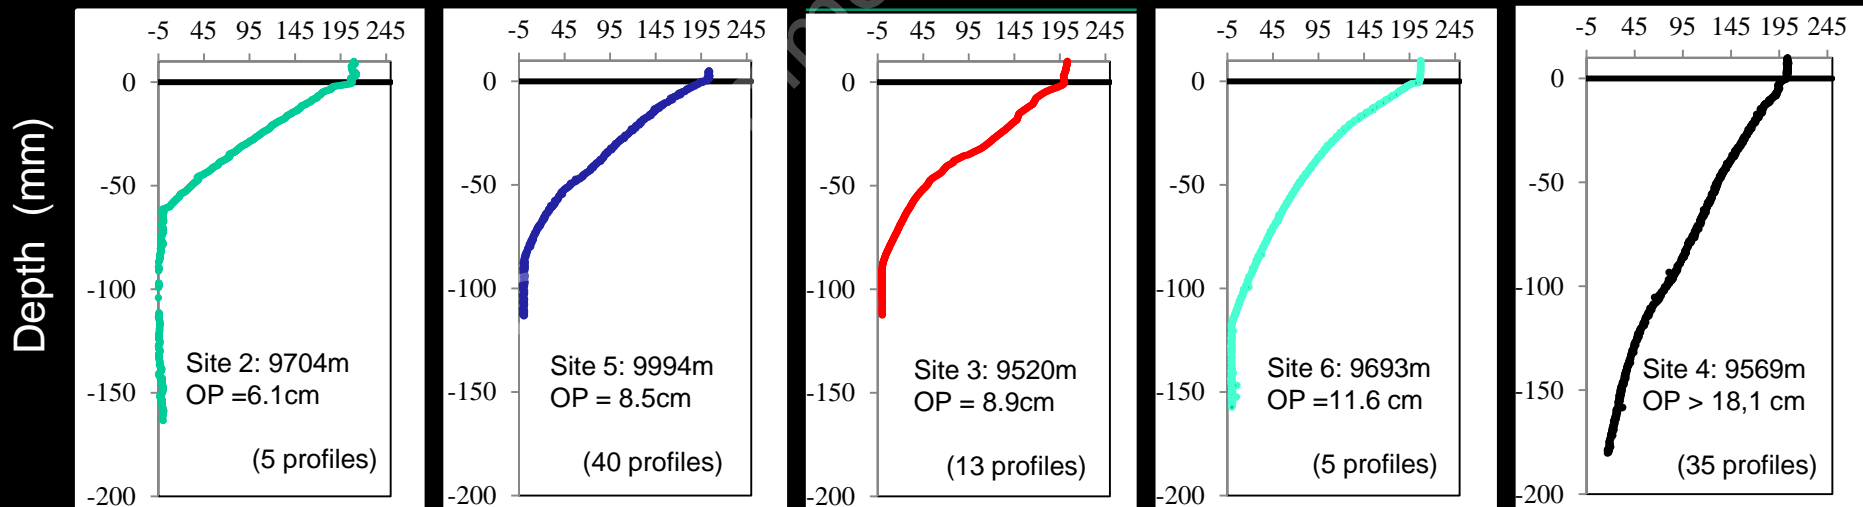 Depth (mm)
-5 45 95 145 195 245
0
-50
-100
-150
-200
Site 2: 9704m
OP =6.1cm
(5 profiles)
-5 45 95 145 195 245
0
-50
-100
-150
-200
Site 5: 9994m
OP = 8.5cm
(40 profiles)
-5 45 95 145 195 245
0
-50
-100
-150
-200
Site 3: 9520m
OP = 8.9cm
(13 profiles)
-5 45 95 145 195 245
0
-50
-100
-150
-200
Site 6: 9693m
OP =11.6 cm
(5 profiles)
-5 45 95 145 195 245
0
-50
-100
-150
-200
Site 4: 9569m
OP > 18,1 cm
(35 profiles)